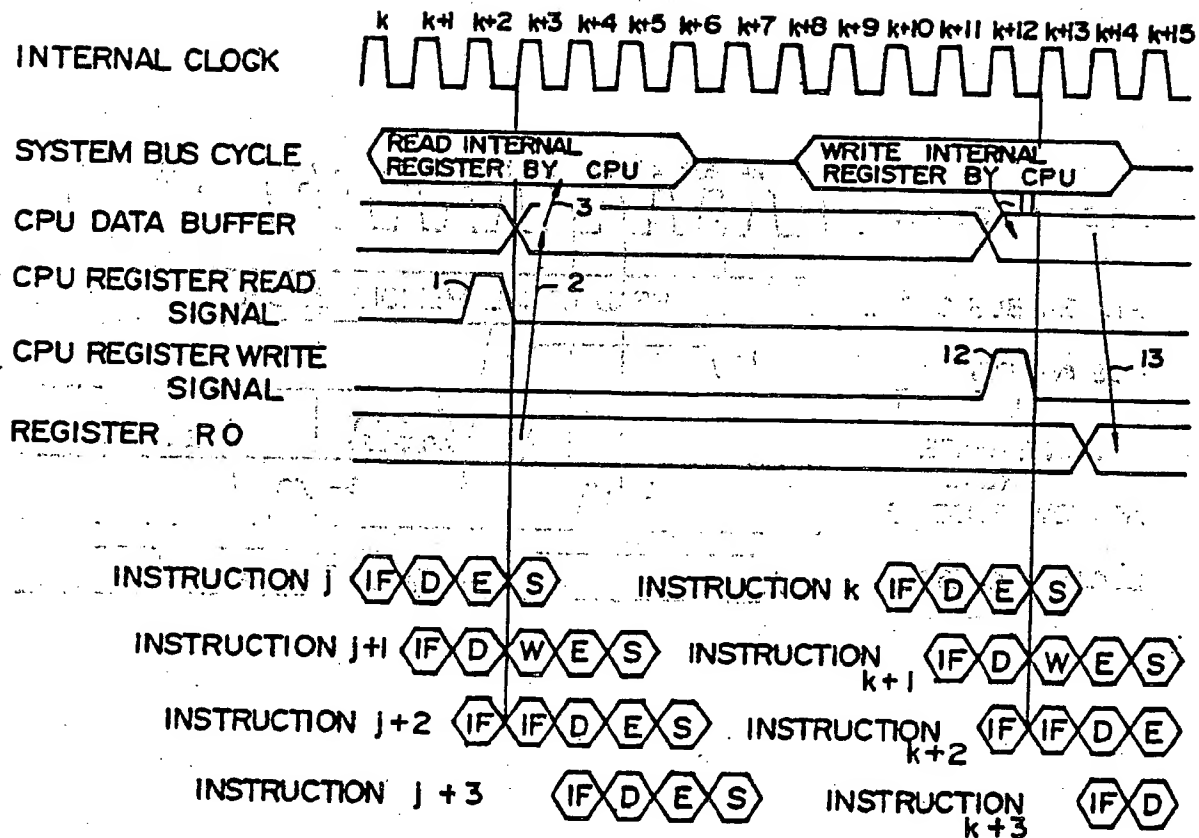 k k+1 k+2 k+3 k+4 k+5 k+6 k+7 k+8 k+9 k+10 k+11 k+12 k+13 k+14 k+15
INTERNAL CLOCK
SYSTEM BUS CYCLE
READ INTERNAL
REGISTER BY CPU
WRITE INTERNAL
REGISTER BY CPU
CPU DATA BUFFER
3
11
CPU REGISTER READ
SIGNAL
1
2
CPU REGISTER WRITE
SIGNAL
12
13
REGISTER R0
INSTRUCTION j IF D E S
INSTRUCTION k IF D E S
INSTRUCTION j+1 IF D W E S
INSTRUCTION
k+1
IF D W E S
INSTRUCTION j+2 IF IF D E S
INSTRUCTION
k+2
IF IF D E
INSTRUCTION j+3 IF D E S
INSTRUCTION
k+3
IF D